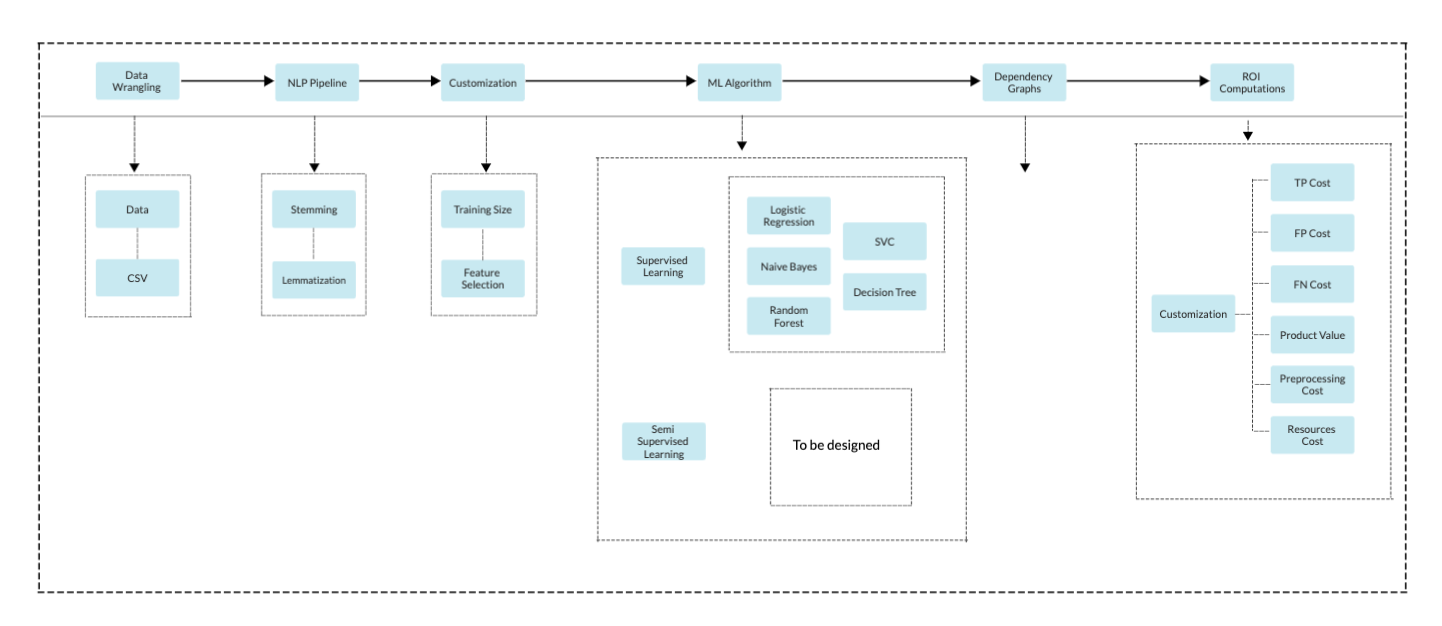 Data
Wrangling
NLP Pipeline
Customization
ML Algorithm
Dependency
Graphs
ROI
Computations
Data
CSV
Stemming
Lemmatization
Training Size
Feature
Selection
Supervised
Learning
Logistic
Regression
Naive Bayes
Random
Forest
SVC
Decision Tree
Semi
Supervised
Learning
To be designed
Customization
TP Cost
FP Cost
FN Cost
Product Value
Preprocessing
Cost
Resources
Cost